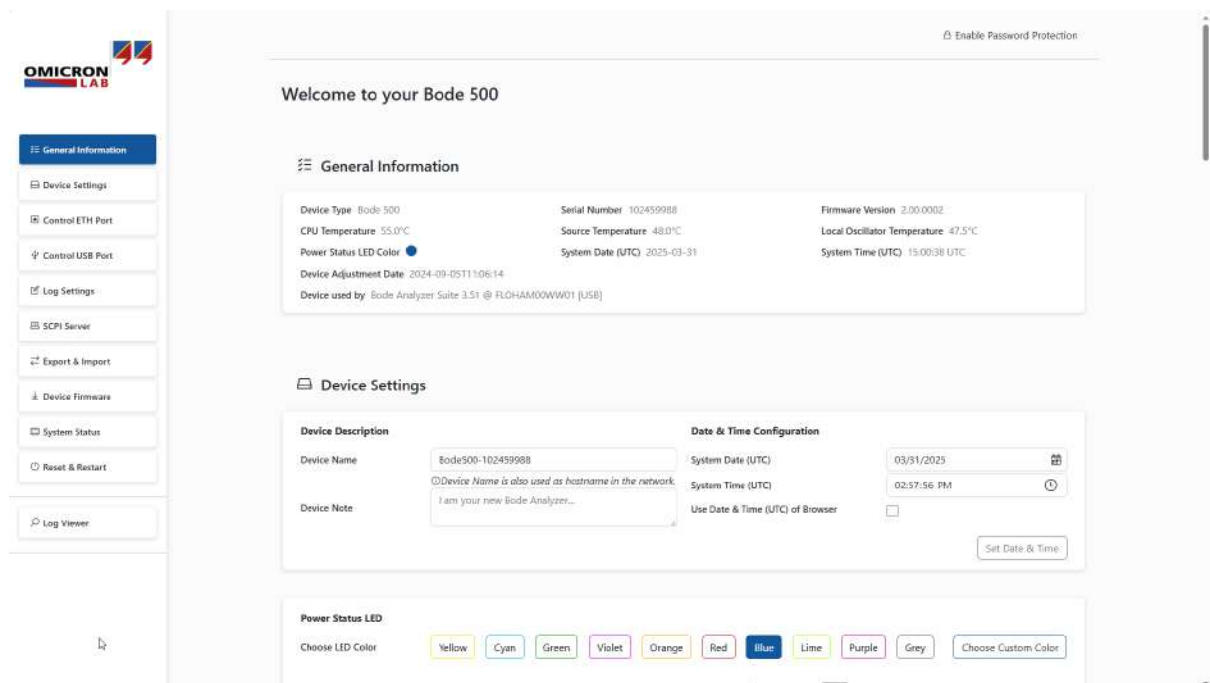 OMICRON
LAB
General Information
Device Settings
Control ETH Port
Control USB Port
Log Settings
SCPI Server
Export & Import
Device Firmware
System Status
Reset & Restart
Log Viewer
Enable Password Protection
Welcome to your Bode 500
General Information
Device Type Bode 500 Serial Number 102459988 Firmware Version 2.00.0002
CPU Temperature 55.0°C Source Temperature 48.0°C Local Oscillator Temperature 47.5°C
Power Status LED Color System Date (UTC) 2025-03-31 System Time (UTC) 15:00:38 UTC
Device Adjustment Date 2024-09-05T11:06:14
Device used by Bode Analyzer Suite 3.51 @ FLOHAM00WW01 [USB]
Device Settings
Device Description
Device Name Bode500-102459988
Device Name is also used as hostname in the network.
Device Note I am your new Bode Analyzer...
Date & Time Configuration
System Date (UTC) 03/31/2025
System Time (UTC) 02:57:56 PM
Use Date & Time (UTC) of Browser
Set Date & Time
Power Status LED
Choose LED Color Yellow Cyan Green Violet Orange Red Blue Lime Purple Grey Choose Custom Color